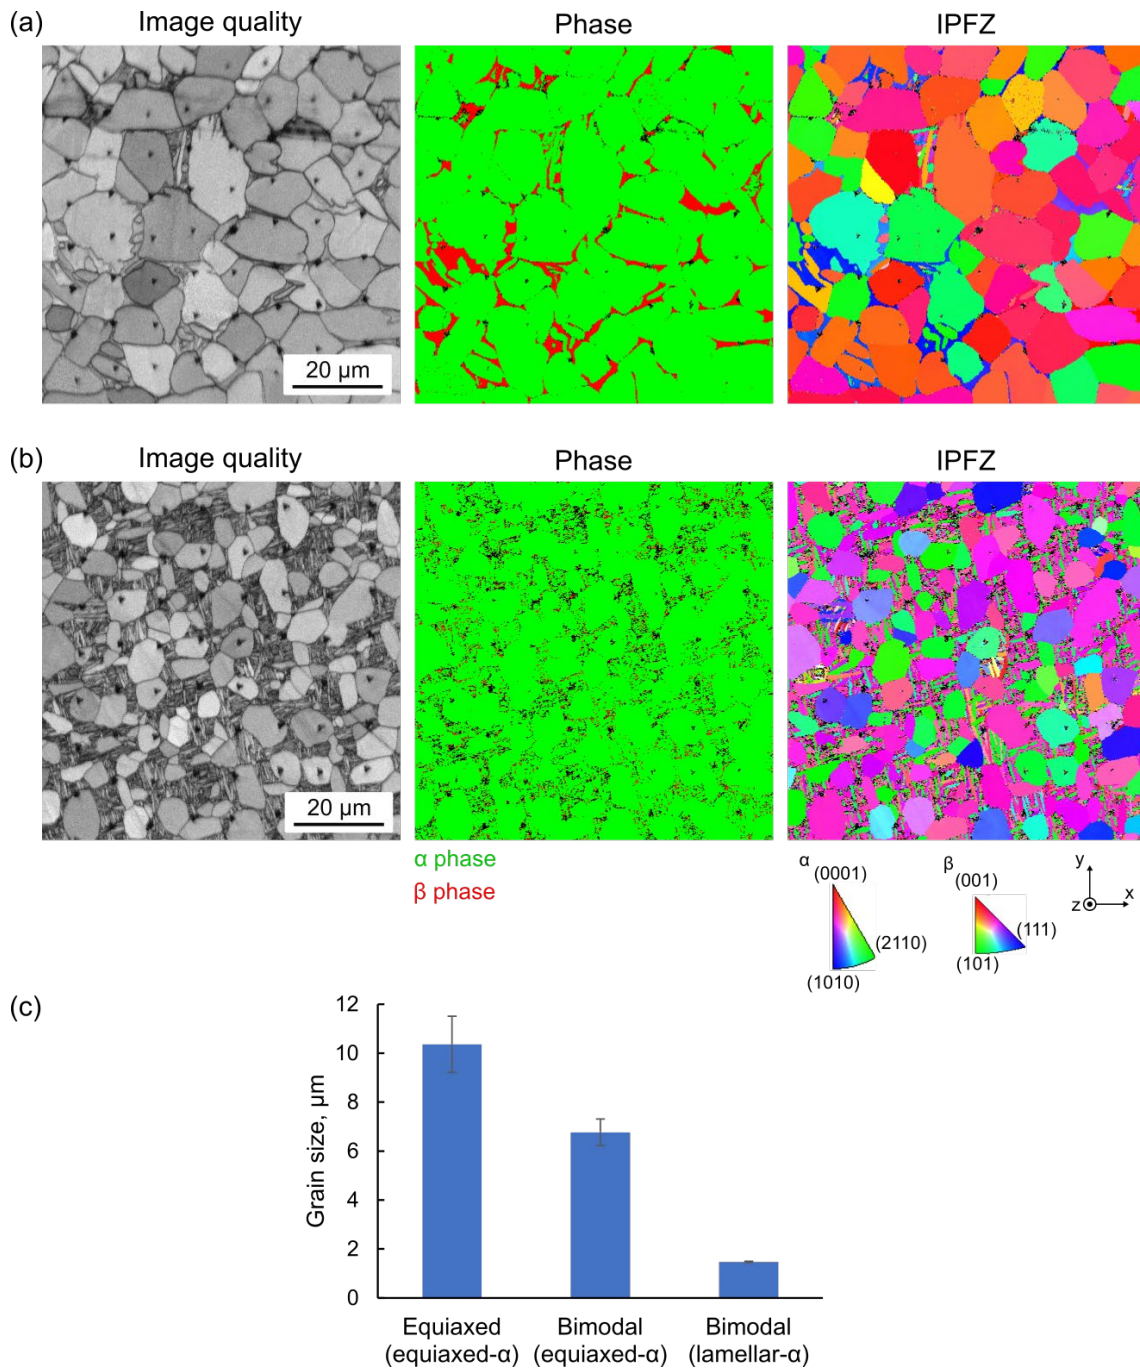 (a)
Image quality
Phase
IPFZ
20 µm
(b)
Image quality
Phase
IPFZ
20 µm
α phase
β phase
α
(0001)
(2110)
(1010)
β
(001)
(111)
(101)
y
z
x
(c)
Grain size, µm
12
10
8
6
4
2
0
Equiaxed
(equiaxed-α)
Bimodal
(equiaxed-α)
Bimodal
(lamellar-α)